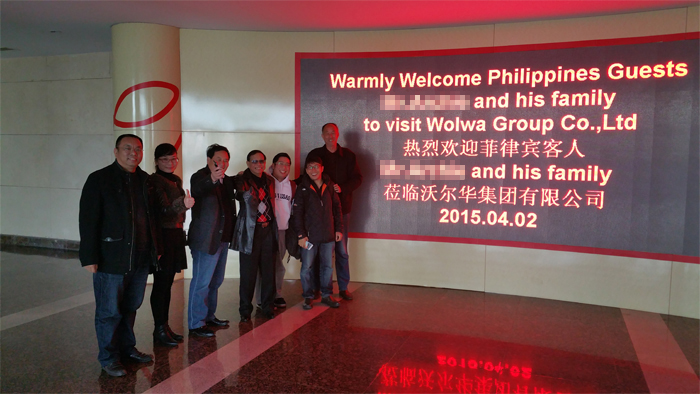 Warmly Welcome Philippines Guests
and his family
to visit Wolwa Group Co.,Ltd
热烈欢迎菲律宾客人
and his family
莅临沃尔华集团有限公司
2015.04.02